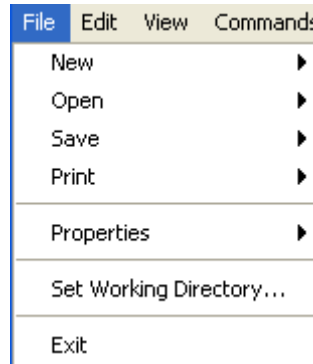 File Edit View Commands
New
Open
Save
Print
Properties
Set Working Directory...
Exit